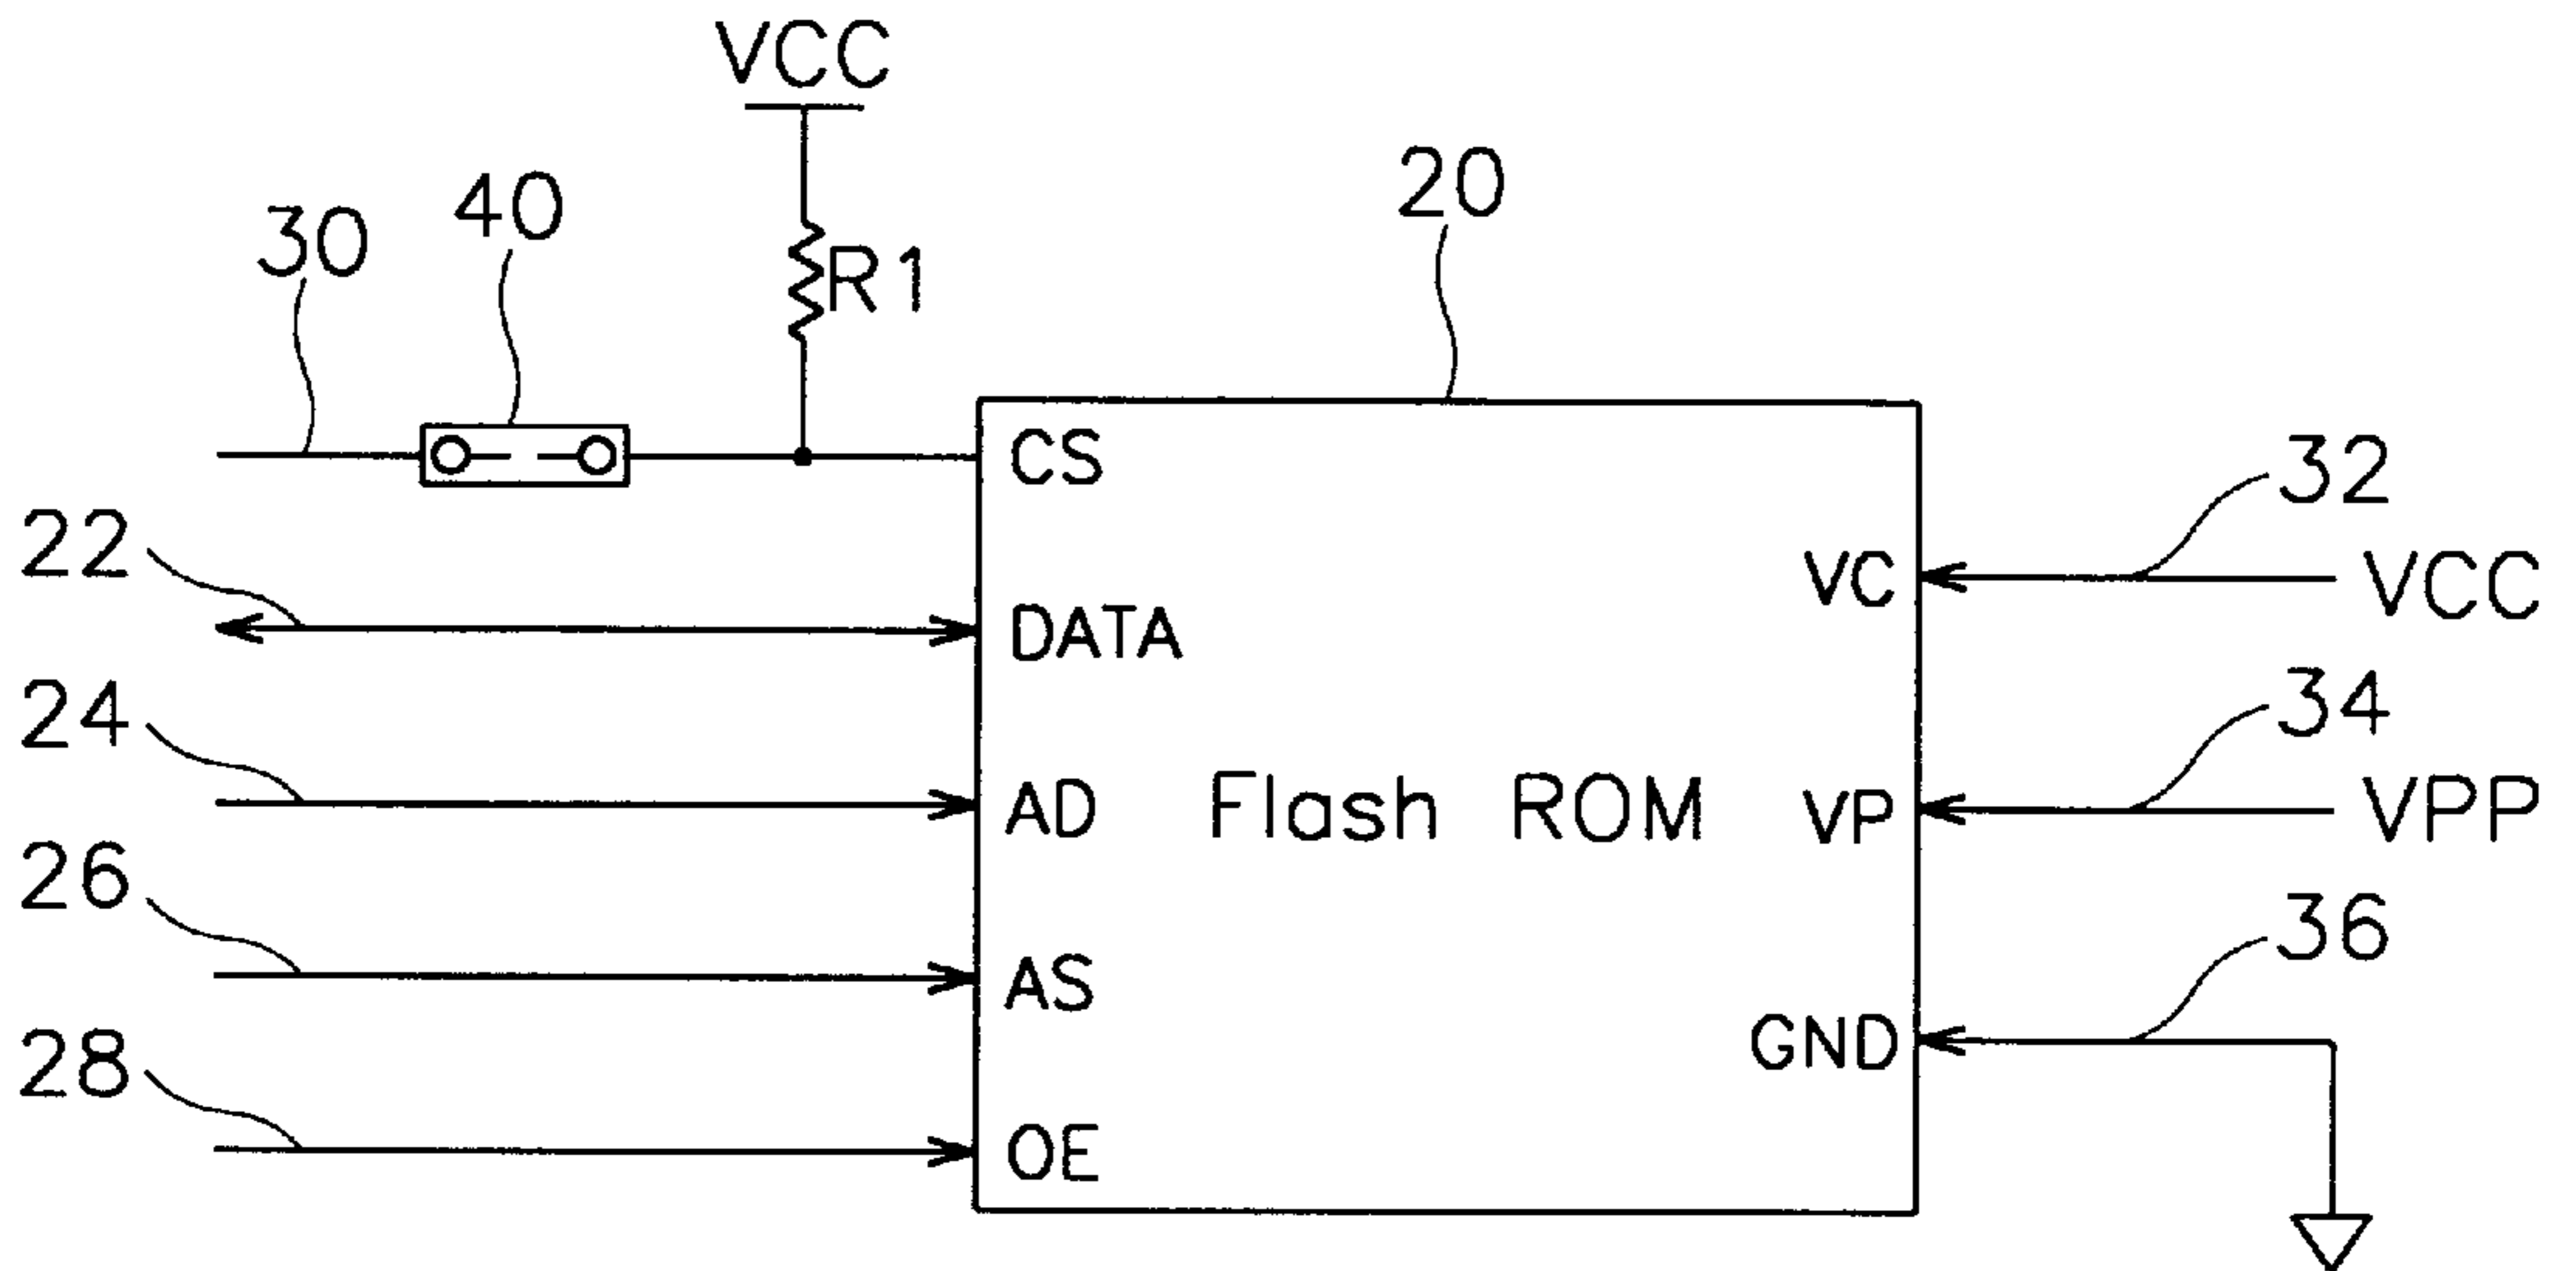 VCC
20
40
30
R1
CS
32
22
VC
VCC
DATA
24
34
AD
Flash ROM
VP
VPP
26
36
AS
GND
28
OE